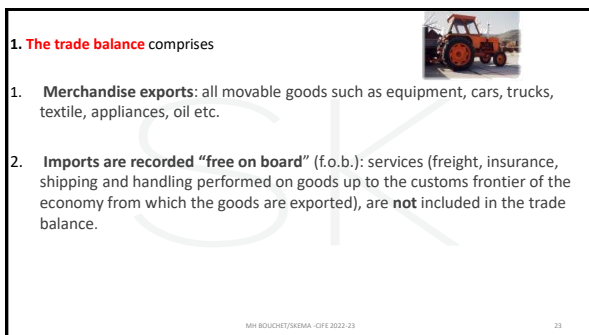 1. The trade balance comprises
1. Merchandise exports: all movable goods such as equipment, cars, trucks,
textile, appliances, oil etc.
2. Imports are recorded “free on board” (f.o.b.): services (freight, insurance,
shipping and handling performed on goods up to the customs frontier of the
economy from which the goods are exported), are not included in the trade
balance.
SK
MH BOUCHET/SKEMA -CIFE 2022-23
23